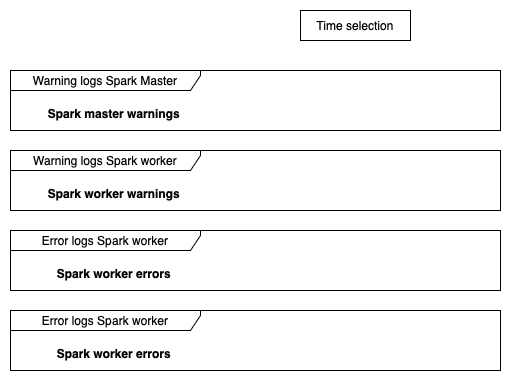 Time selection
Warning logs Spark Master
Spark master warnings
Warning logs Spark worker
Spark worker warnings
Error logs Spark worker
Spark worker errors
Error logs Spark worker
Spark worker errors